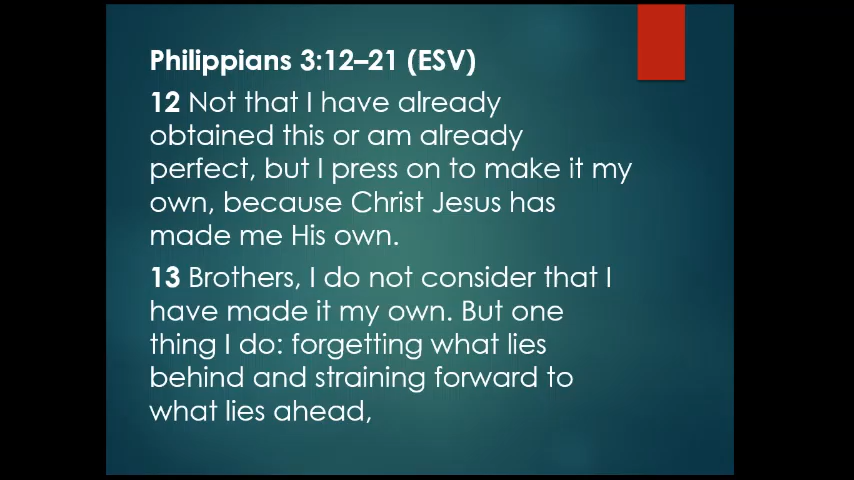 Philippians 3:12–21 (ESV)
12 Not that I have already
obtained this or am already
perfect, but I press on to make it my
own, because Christ Jesus has
made me His own.
13 Brothers, I do not consider that I
have made it my own. But one
thing I do: forgetting what lies
behind and straining forward to
what lies ahead,